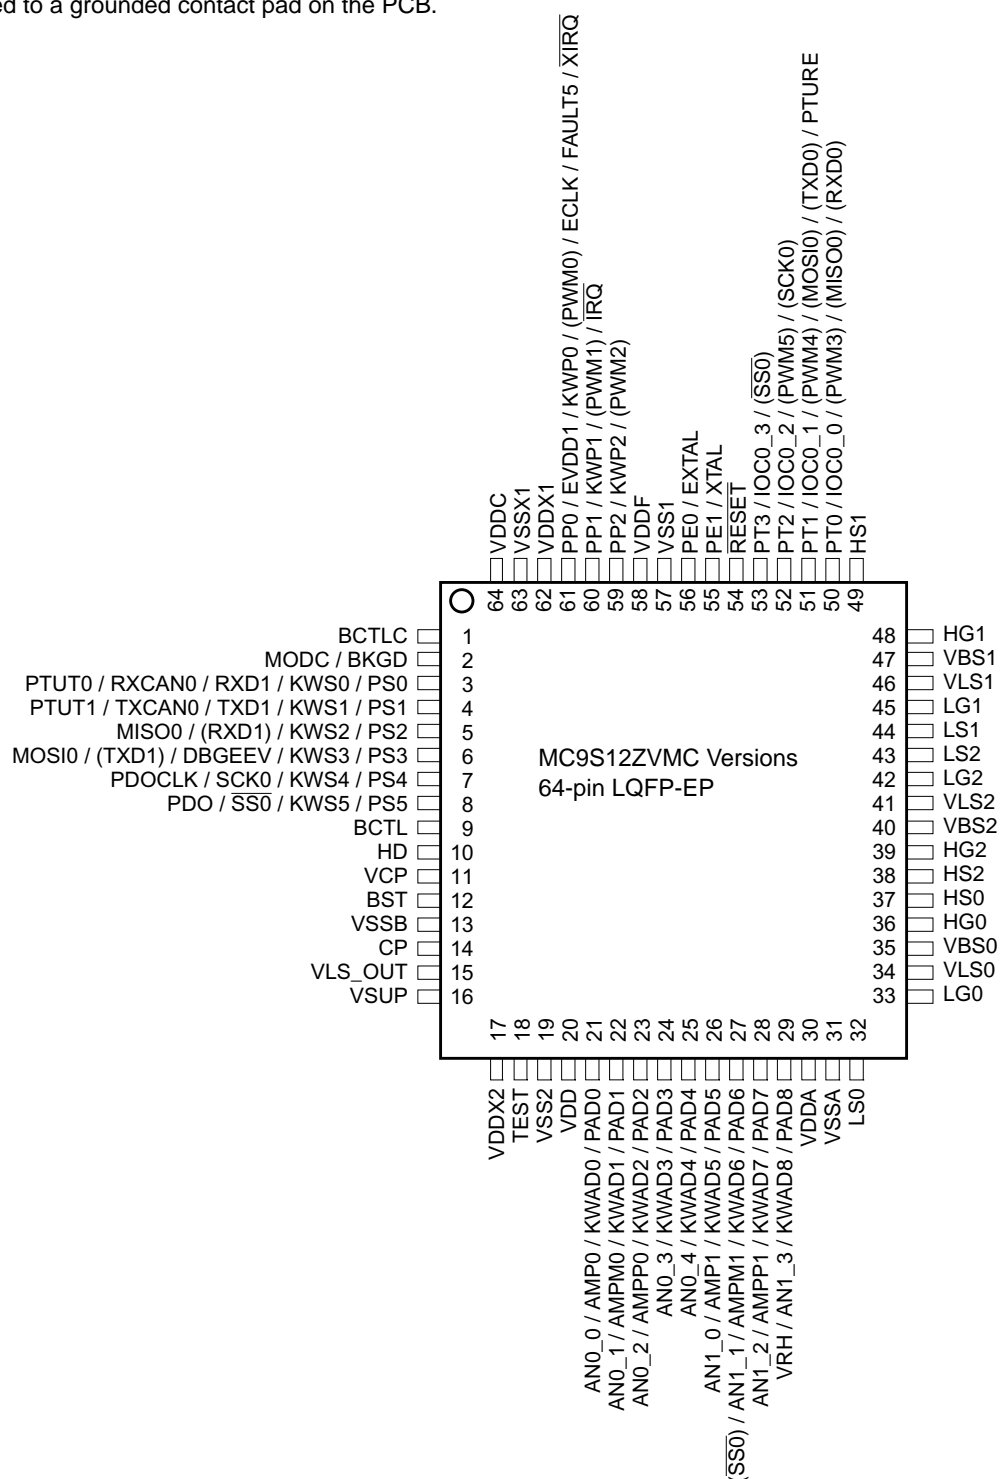 ed to a grounded contact pad on the PCB.
VDDC
VSSX1
VDDX1
PP0 / EVDD1 / KWP0 / (PWM0) / ECLK / FAULT5 / XIRQ
PP1 / KWP1 / (PWM1) / IRQ
PP2 / KWP2 / (PWM2)
VDDF
VSS1
PE0 / EXTAL
PE1 / XTAL
RESET
PT3 / IOC0_3 / (SS0)
PT2 / IOC0_2 / (PWM5) / (SCK0)
PT1 / IOC0_1 / (PWM4) / (MOSI0) / (TXD0) / PTURE
PT0 / IOC0_0 / (PWM3) / (MISO0) / (RXD0)
HS1
64
63
62
61
60
59
58
57
56
55
54
53
52
51
50
49
BCTLC 1
MODC / BKGD 2
PTUT0 / RXCAN0 / RXD1 / KWS0 / PS0 3
PTUT1 / TXCAN0 / TXD1 / KWS1 / PS1 4
MISO0 / (RXD1) / KWS2 / PS2 5
MOSI0 / (TXD1) / DBGEEV / KWS3 / PS3 6
PDOCLK / SCK0 / KWS4 / PS4 7
PDO / SS0 / KWS5 / PS5 8
BCTL 9
HD 10
VCP 11
BST 12
VSSB 13
CP 14
VLS_OUT 15
VSUP 16
MC9S12ZVMC Versions
64-pin LQFP-EP
48 HG1
47 VBS1
46 VLS1
45 LG1
44 LS1
43 LS2
42 LG2
41 VLS2
40 VBS2
39 HG2
38 HS2
37 HS0
36 HG0
35 VBS0
34 VLS0
33 LG0
17
18
19
20
21
22
23
24
25
26
27
28
29
30
31
32
VDDX2
TEST
VSS2
VDD
AN0_0 / AMP0 / KWAD0 / PAD0
AN0_1 / AMPM0 / KWAD1 / PAD1
AN0_2 / AMPP0 / KWAD2 / PAD2
AN0_3 / KWAD3 / PAD3
AN0_4 / KWAD4 / PAD4
AN1_0 / AMP1 / KWAD5 / PAD5
SS0) / AN1_1 / AMPM1 / KWAD6 / PAD6
AN1_2 / AMPP1 / KWAD7 / PAD7
VRH / AN1_3 / KWAD8 / PAD8
VDDA
VSSA
LS0